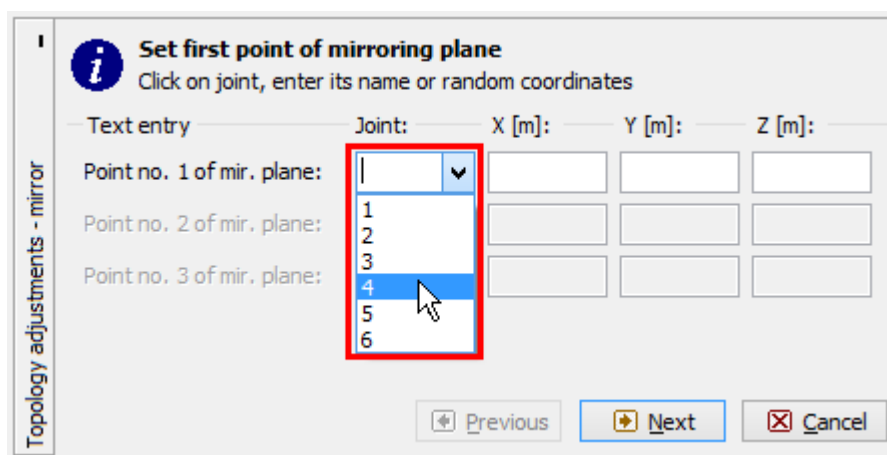 Set first point of mirroring plane
Click on joint, enter its name or random coordinates
Text entry Joint: X [m]: Y [m]: Z [m]:
Point no. 1 of mir. plane:
Point no. 2 of mir. plane:
Point no. 3 of mir. plane:
1
2
3
4
5
6
Previous Next Cancel
Topology adjustments - mirror